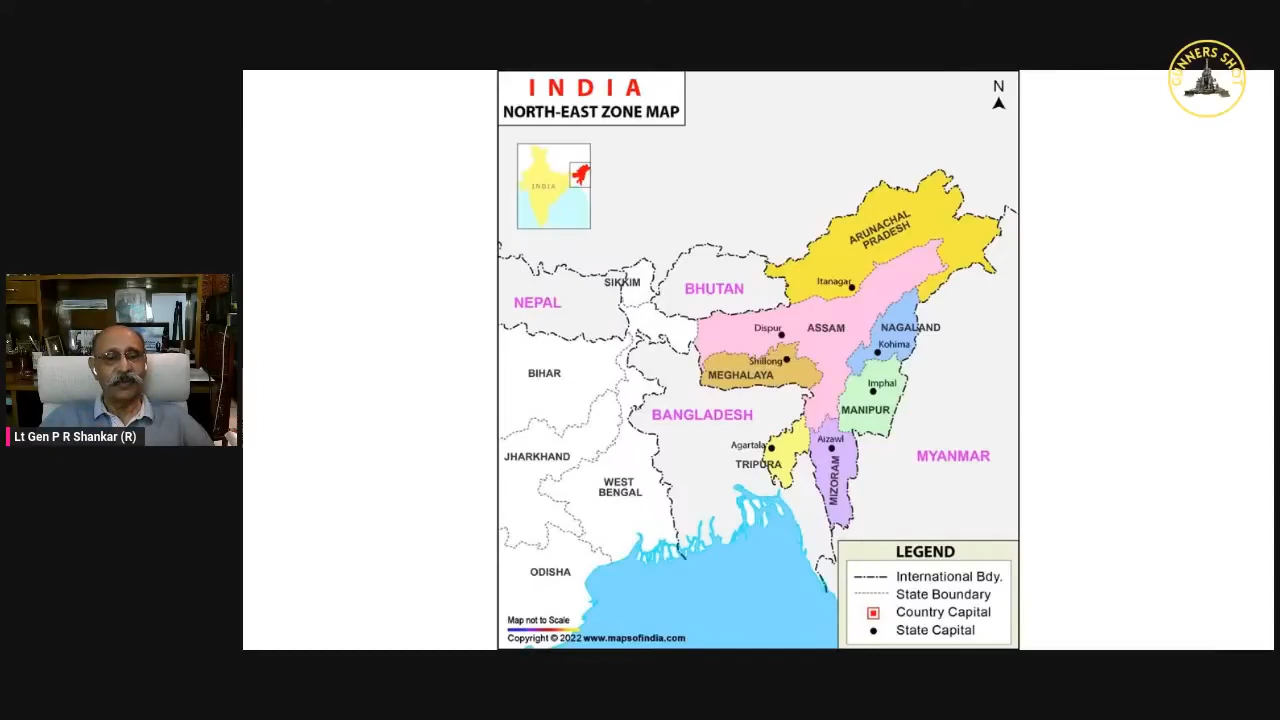 GUNNERS SHOT
INDIA
NORTH-EAST ZONE MAP
N
INDIA
ARUNACHAL
PRADESH
SIKKIM
Itanagar
BHUTAN
NEPAL
Dispur
ASSAM
NAGALAND
Kohima
Shillong
MEGHALAYA
BIHAR
Imphal
MANIPUR
BANGLADESH
Agartala
Aizawl
TRIPURA
MIZORAM
MYANMAR
JHARKHAND
WEST
BENGAL
ODISHA
Lt Gen P R Shankar (R)
LEGEND
International Bdy.
State Boundary
Country Capital
State Capital
Map not to Scale
Copyright © 2022 www.mapsofindia.com